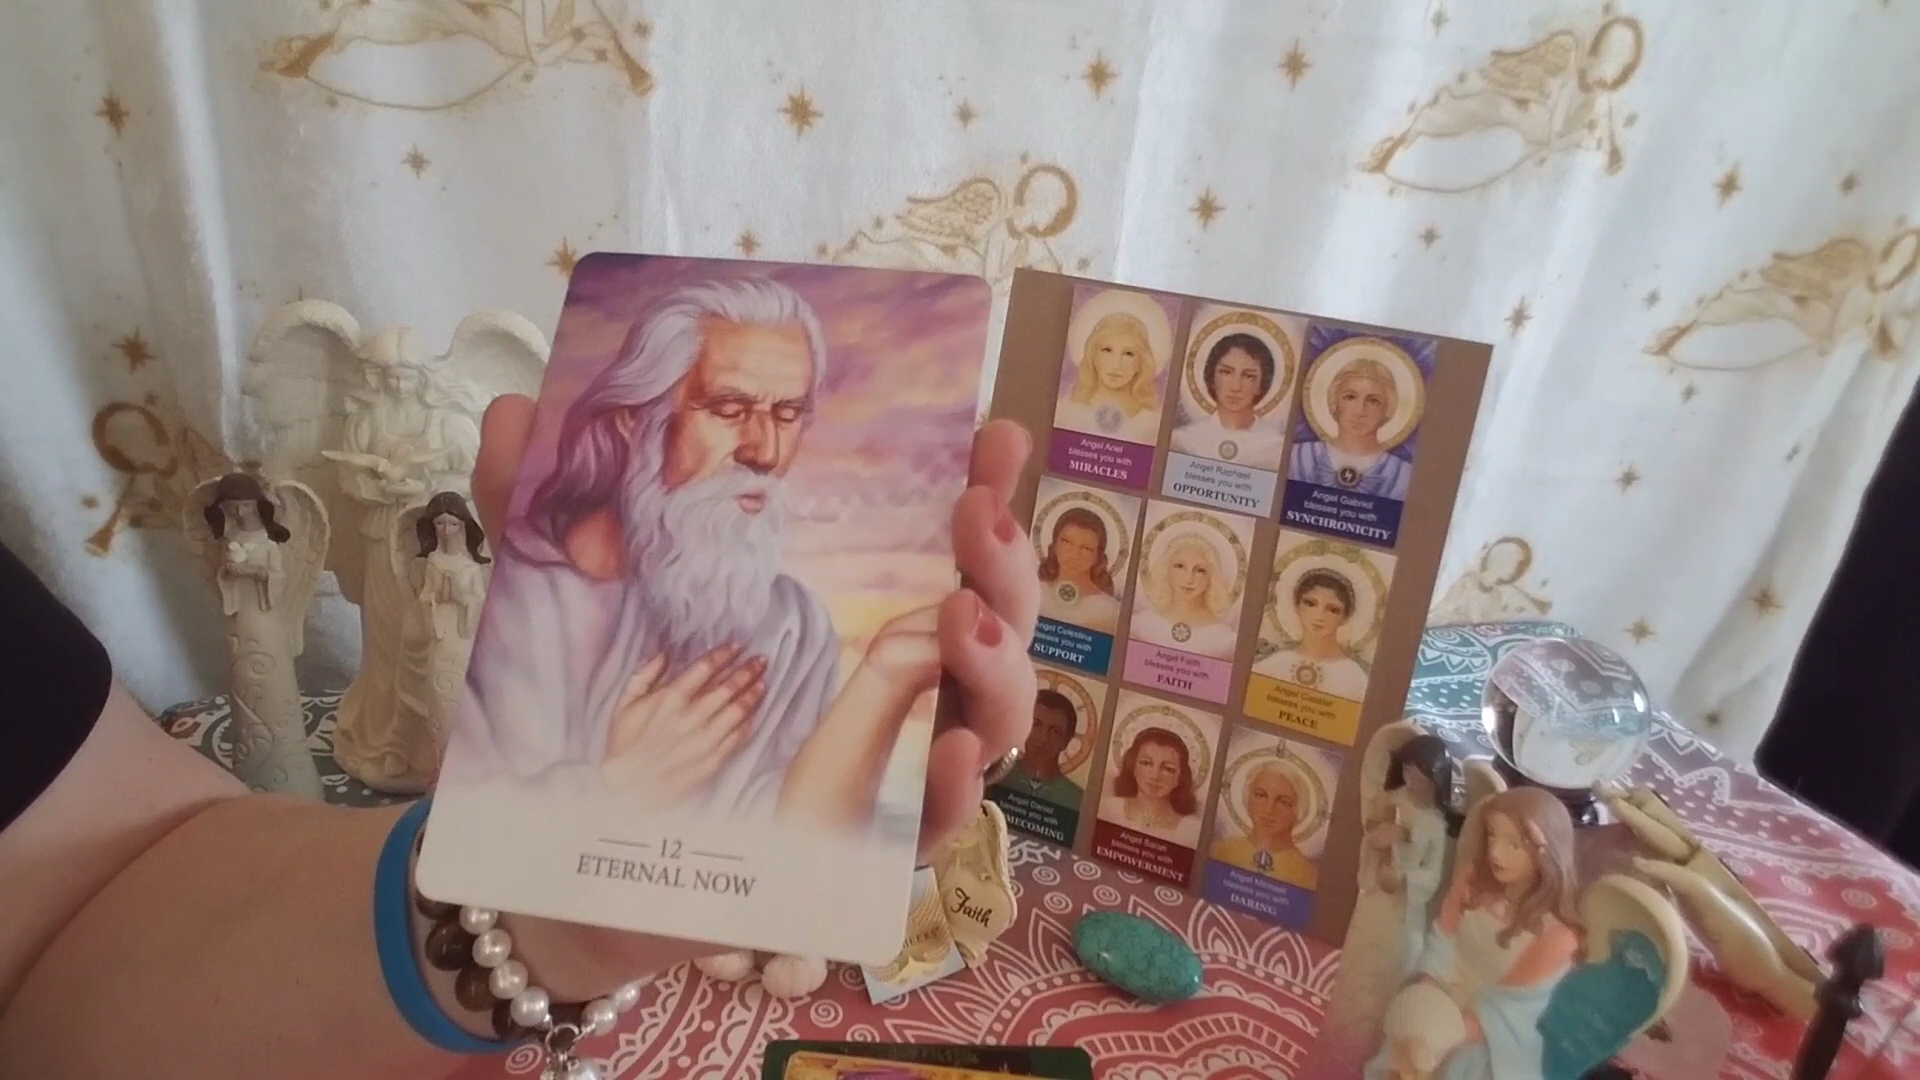 12
ETERNAL NOW
Angel Ariel
blesses you with
MIRACLES
Angel Raphael
blesses you with
OPPORTUNITY
Angel Gabriel
blesses you with
SYNCHRONICITY
Angel Celestina
blesses you with
SUPPORT
Angel Faith
blesses you with
FAITH
Angel Cassiel
blesses you with
PEACE
Angel Daniel
blesses you with
MECOMING
Angel Sarah
blesses you with
EMPOWERMENT
Angel Michael
blesses you with
DARING
Faith